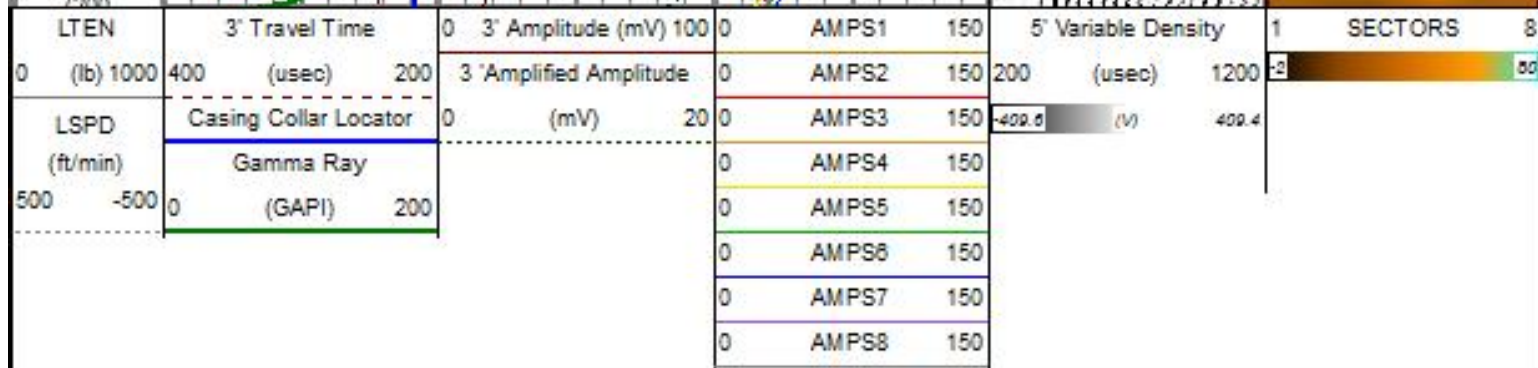 LTEN
0 (lb) 1000
LSPD
(ft/min)
500 -500
3' Travel Time
400 (usec) 200
Casing Collar Locator
Gamma Ray
0 (GAPI) 200
0 3' Amplitude (mV) 100
3 'Amplified Amplitude
0 (mV) 20
0 AMPS1 150
0 AMPS2 150
0 AMPS3 150
0 AMPS4 150
0 AMPS5 150
0 AMPS6 150
0 AMPS7 150
0 AMPS8 150
5' Variable Density
200 (usec) 1200
-409.6 (V) 409.4
1 SECTORS 8
-2